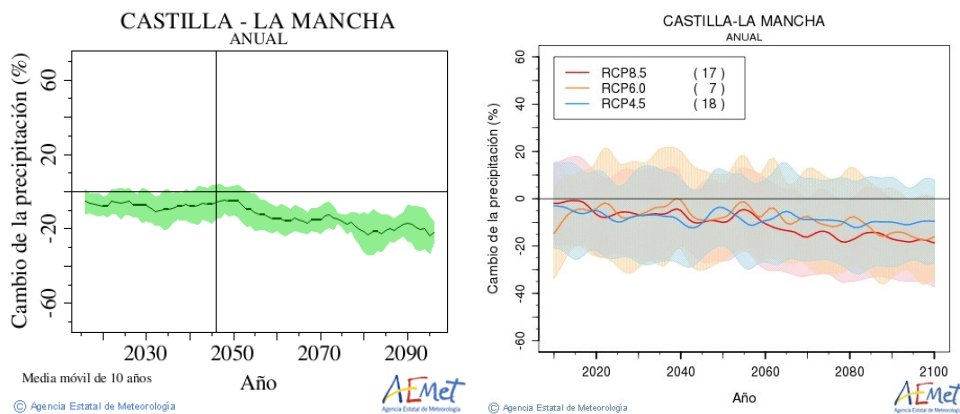 CASTILLA - LA MANCHA
ANUAL
Cambio de la precipitación (%)
60
20
-20
-60
2030
2050
2070
2090
Año
Media móvil de 10 años
AEMet
Agencia Estatal de Meteorología
© Agencia Estatal de Meteorología
CASTILLA-LA MANCHA
ANUAL
Cambio de la precipitación (%)
60
40
20
0
-20
-40
-60
RCP8.5 ( 17 )
RCP6.0 ( 7 )
RCP4.5 ( 18 )
2020
2040
2060
2080
2100
Año
AEMet
Agencia Estatal de Meteorología
© Agencia Estatal de Meteorología